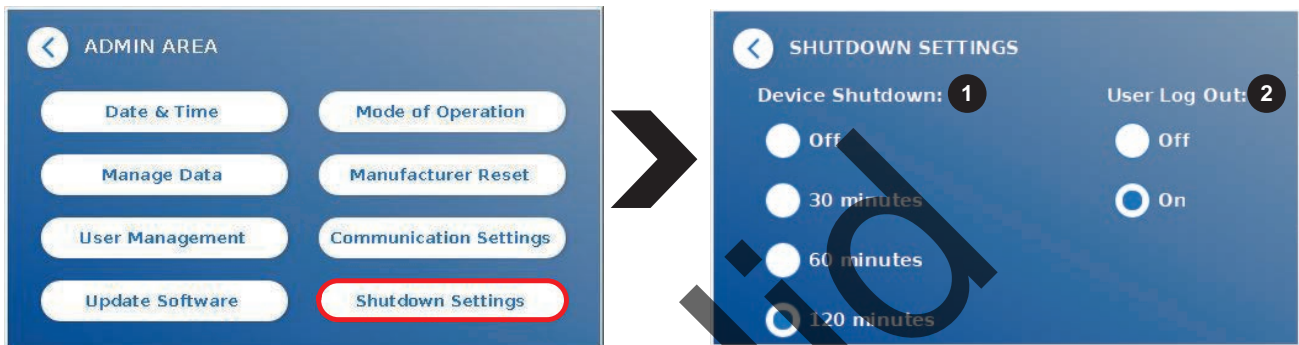 ADMIN AREA
Date & Time
Mode of Operation
Manage Data
Manufacturer Reset
User Management
Communication Settings
Update Software
Shutdown Settings
SHUTDOWN SETTINGS
Device Shutdown: 1
User Log Out: 2
Off
Off
30 minutes
On
60 minutes
120 minutes